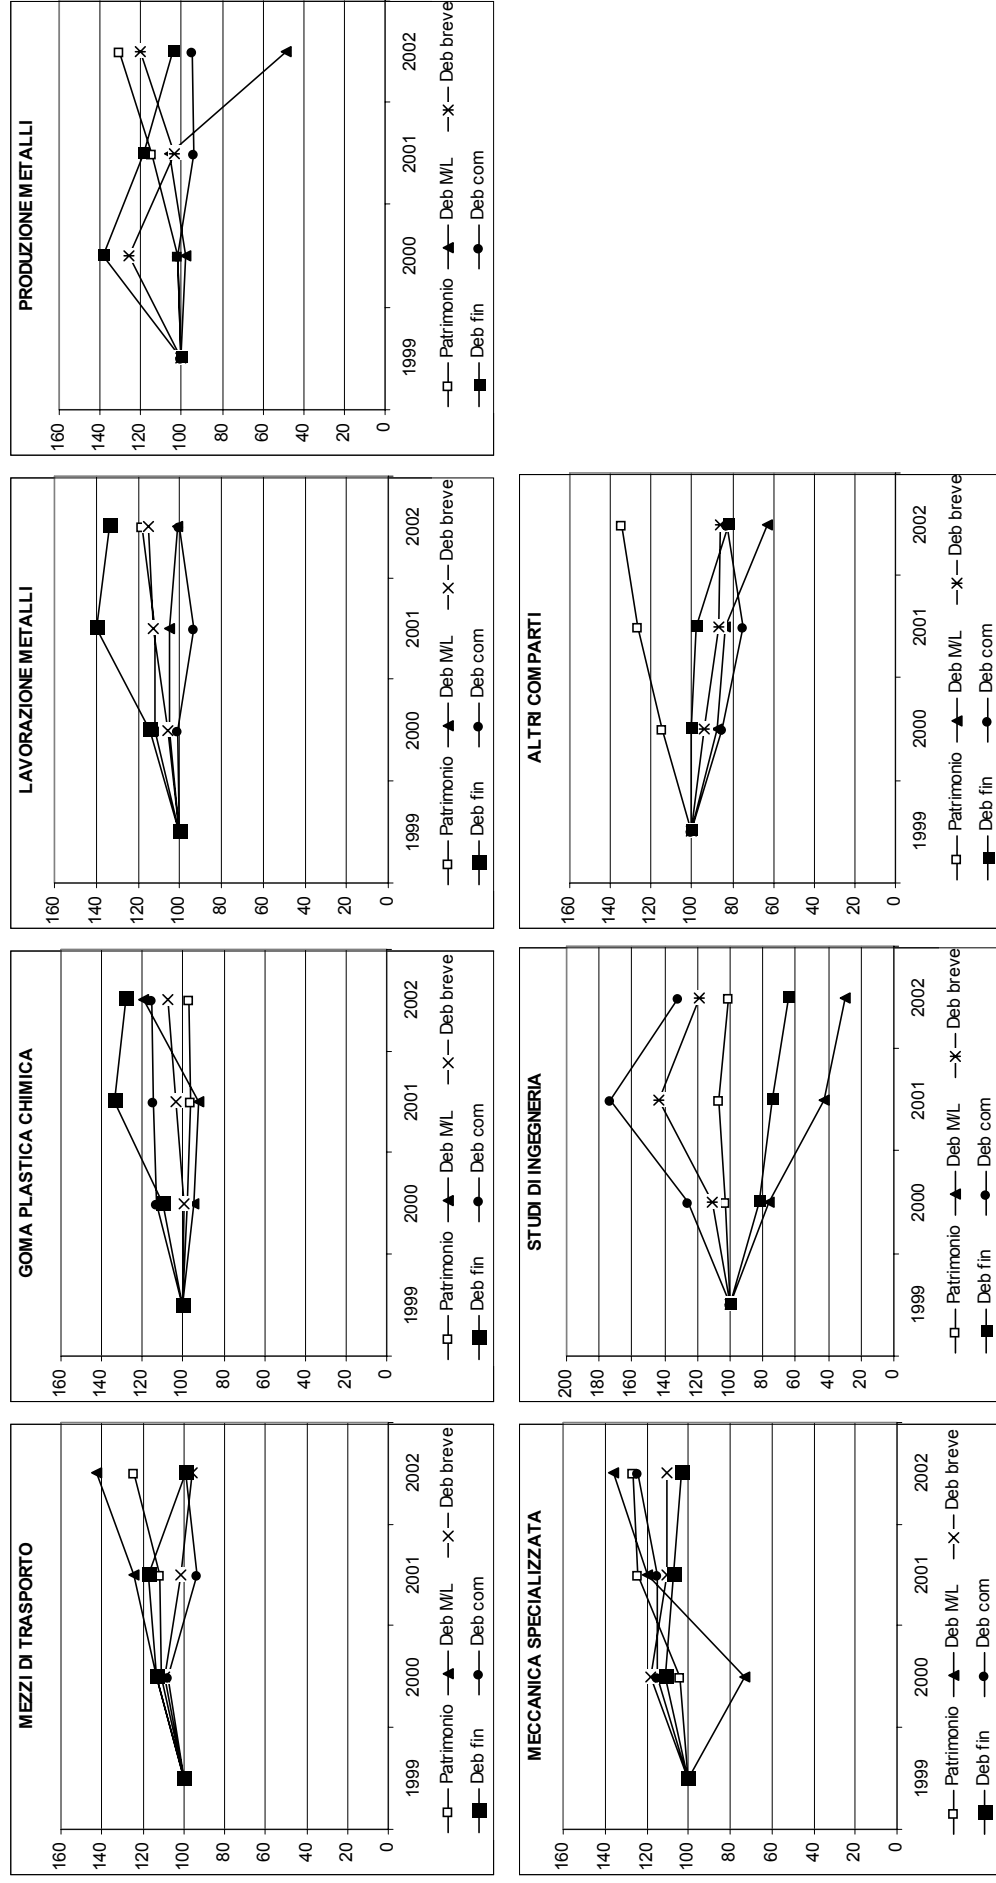 MEZZI DI TRASPORTO
160
140
120
100
80
60
40
20
0
1999 2000 2001 2002
Patrimonio Deb M/L Deb breve
Deb fin Deb com
GOMA PLASTICA CHIMICA
160
140
120
100
80
60
40
20
0
1999 2000 2001 2002
Patrimonio Deb M/L Deb breve
Deb fin Deb com
LAVORAZIONE METALLI
160
140
120
100
80
60
40
20
0
1999 2000 2001 2002
Patrimonio Deb M/L Deb breve
Deb fin Deb com
PRODUZIONE METALLI
160
140
120
100
80
60
40
20
0
1999 2000 2001 2002
Patrimonio Deb M/L Deb breve
Deb fin Deb com
MECCANICA SPECIALIZZATA
160
140
120
100
80
60
40
20
0
1999 2000 2001 2002
Patrimonio Deb M/L Deb breve
Deb fin Deb com
STUDI DI INGEGNERIA
200
180
160
140
120
100
80
60
40
20
0
1999 2000 2001 2002
Patrimonio Deb M/L Deb breve
Deb fin Deb com
ALTRI COMPARTI
160
140
120
100
80
60
40
20
0
1999 2000 2001 2002
Patrimonio Deb M/L Deb breve
Deb fin Deb com